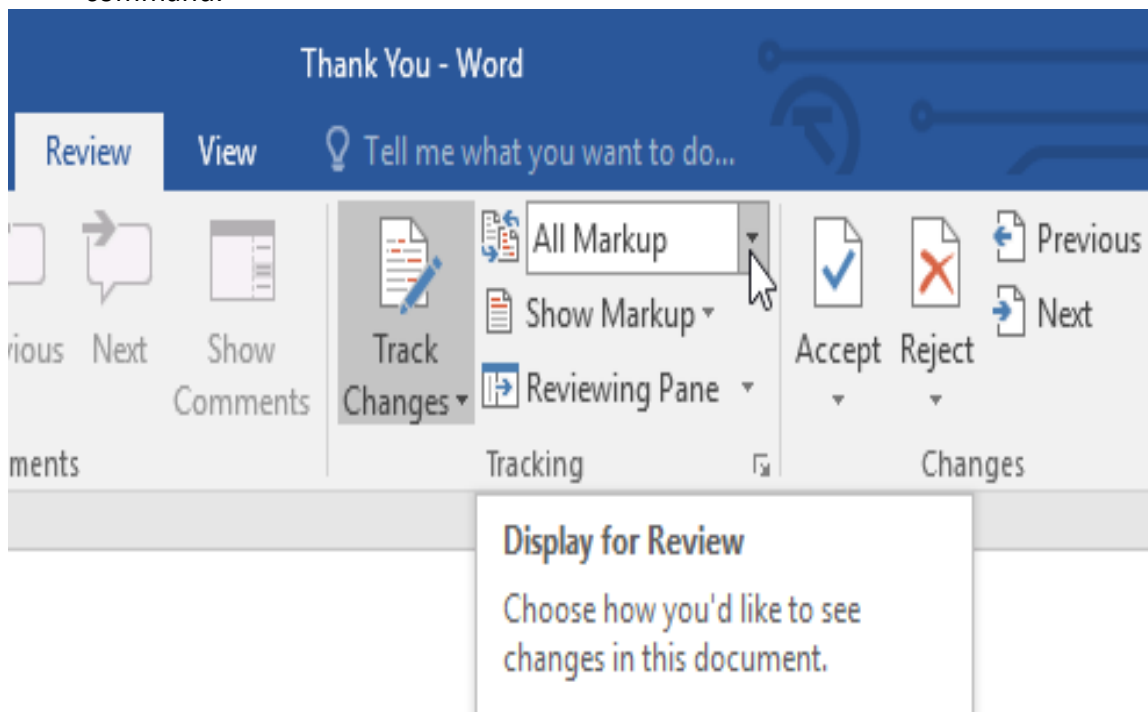 command.
Thank You - Word
Review View Tell me what you want to do...
All Markup
Previous
Show Markup
Next
Next Show Comments
Track Changes
Reviewing Pane
Accept Reject
Tracking Changes
Display for Review
Choose how you'd like to see
changes in this document.